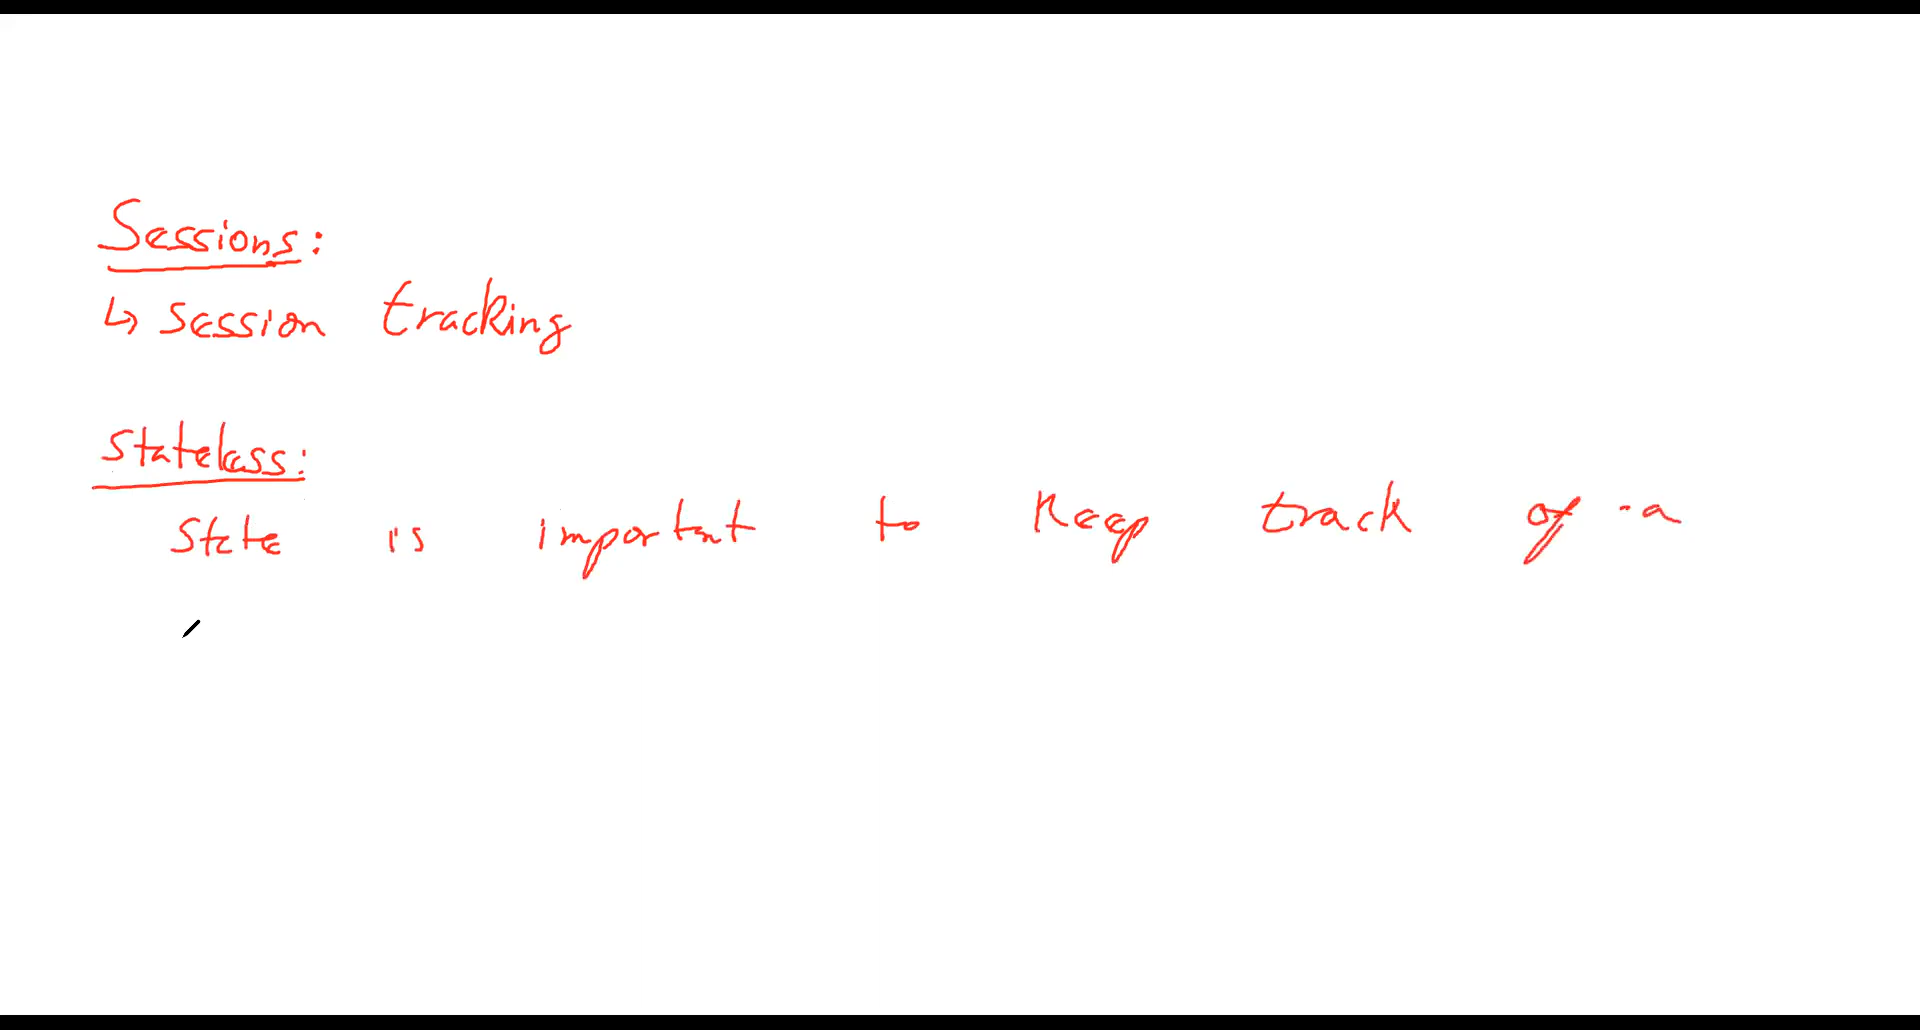 Sessions:
↳ session tracking
Stateless:
State is important to keep track of a